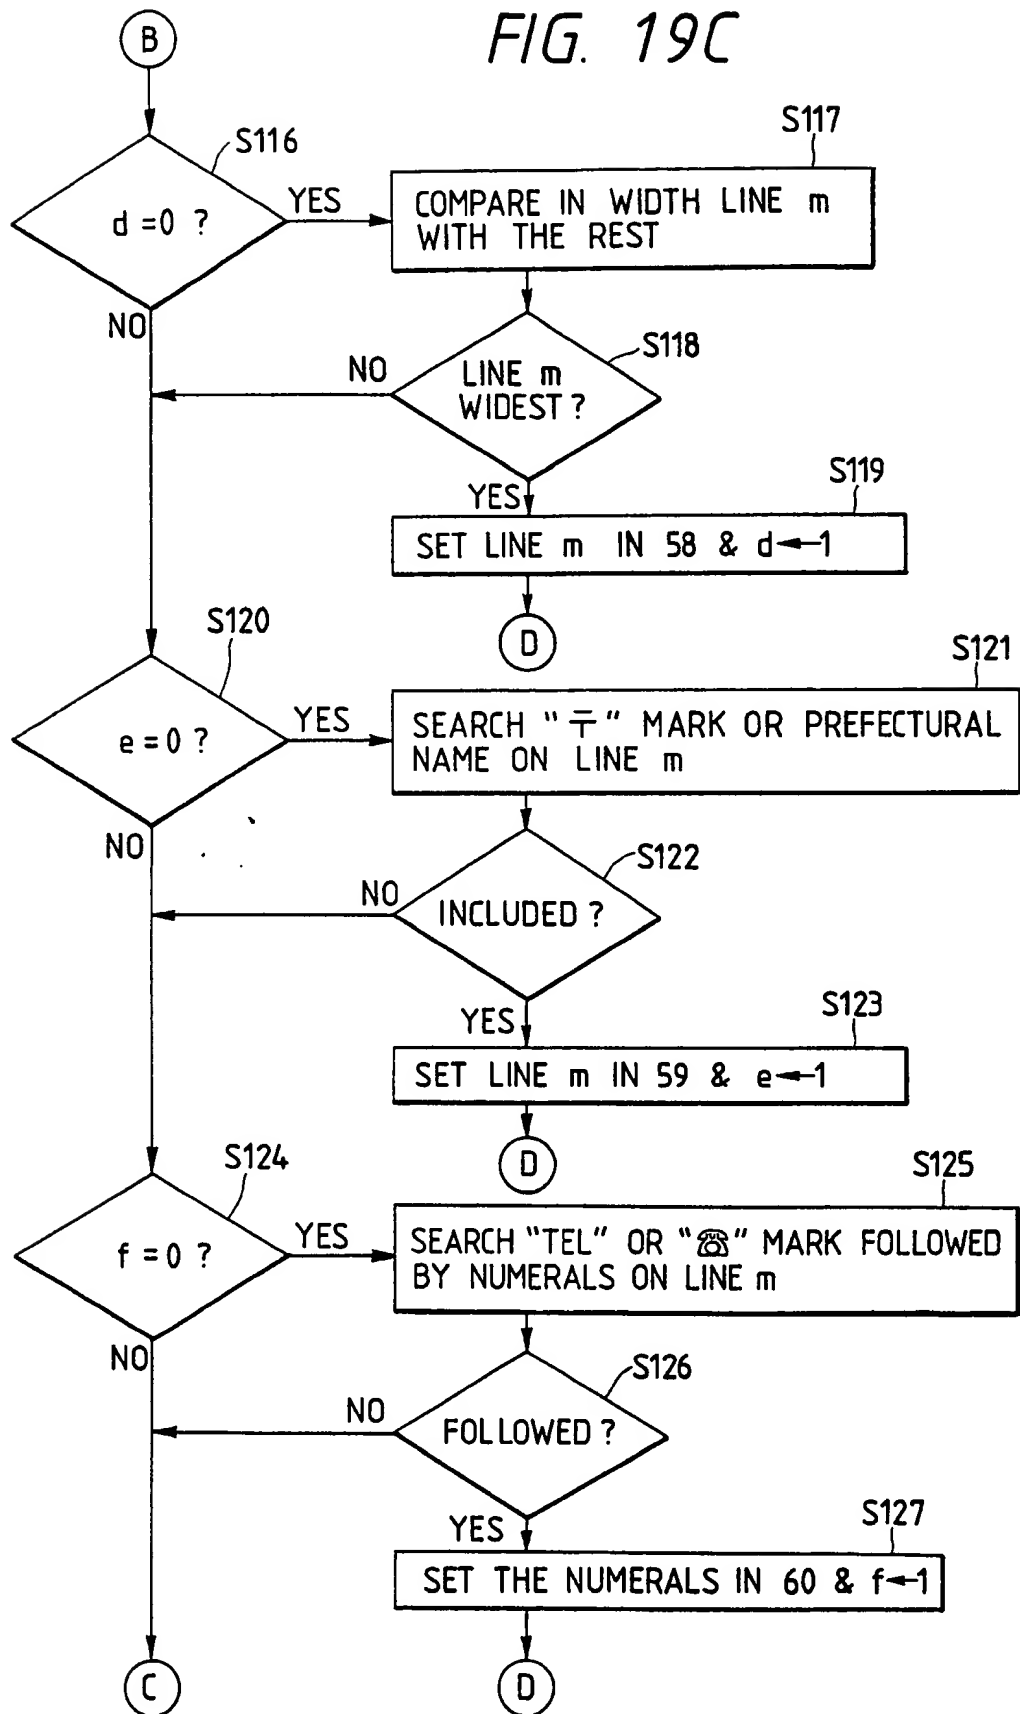 FIG. 19C
B
S116
d=0 ?
YES
NO
S117
COMPARE IN WIDTH LINE m
WITH THE REST
S118
LINE m
WIDEST ?
NO
YES
S119
SET LINE m IN 58 & d←1
D
S120
e=0 ?
YES
NO
S121
SEARCH "〒" MARK OR PREFECTURAL
NAME ON LINE m
S122
INCLUDED ?
NO
YES
S123
SET LINE m IN 59 & e←1
D
S124
f=0 ?
YES
NO
S125
SEARCH "TEL" OR "☎" MARK FOLLOWED
BY NUMERALS ON LINE m
S126
FOLLOWED ?
NO
YES
S127
SET THE NUMERALS IN 60 & f←1
C
D